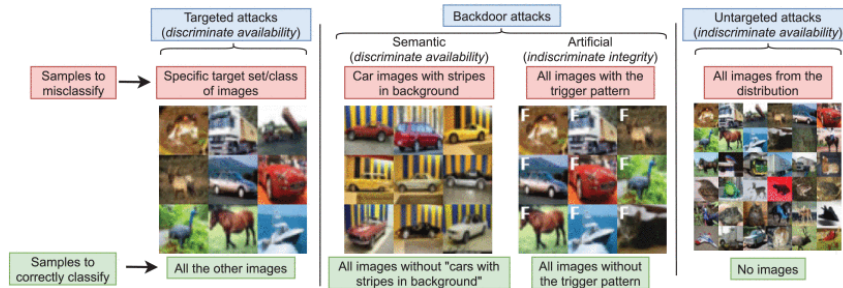 Targeted attacks
(discriminate availability)
Backdoor attacks
Untargeted attacks
(indiscriminate availability)
Semantic
(discriminate availability)
Artificial
(indiscriminate integrity)
Samples to
misclassify
Specific target set/class
of images
Car images with stripes
in background
All images with the
trigger pattern
All images from the
distribution
F F F
F F F
F F F
Samples to
correctly classify
All the other images
All images without "cars with
stripes in background"
All images without
the trigger pattern
No images